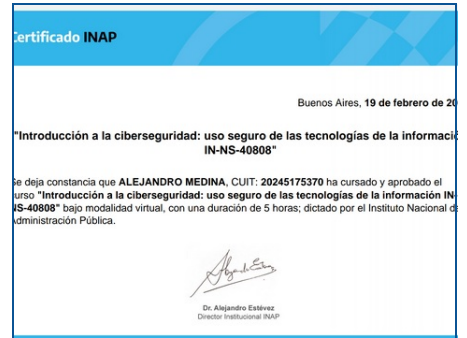 Certificado INAP
Buenos Aires, 19 de febrero de 20
"Introducción a la ciberseguridad: uso seguro de las tecnologías de la informació
IN-NS-40808"
Se deja constancia que ALEJANDRO MEDINA, CUIT: 20245175370 ha cursado y aprobado el
curso "Introducción a la ciberseguridad: uso seguro de las tecnologías de la información IN-
NS-40808" bajo modalidad virtual, con una duración de 5 horas; dictado por el Instituto Nacional de
Administración Pública.
Dr. Alejandro Estévez
Director Institucional INAP